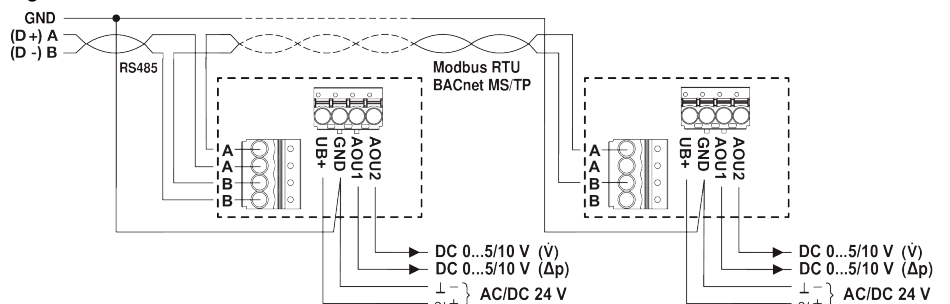 GND
(D+) A
(D -) B
RS485
Modbus RTU
BACnet MS/TP
UB+
GND
AOU1
AOU2
A
A
B
B
DC 0...5/10 V (V̇)
DC 0...5/10 V (Δp)
⊥ −
~/+
AC/DC 24 V
UB+
GND
AOU1
AOU2
A
A
B
B
DC 0...5/10 V (V̇)
DC 0...5/10 V (Δp)
⊥ −
~/+
AC/DC 24 V